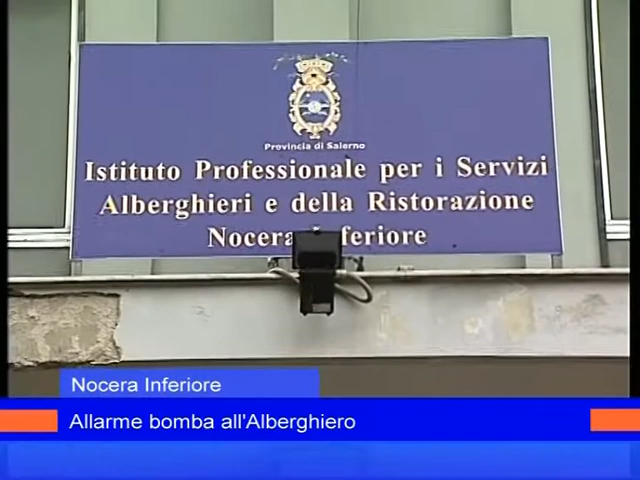 Provincia di Salerno
Istituto Professionale per i Servizi
Alberghieri e della Ristorazione
Nocera Inferiore
Nocera Inferiore
Allarme bomba all'Alberghiero